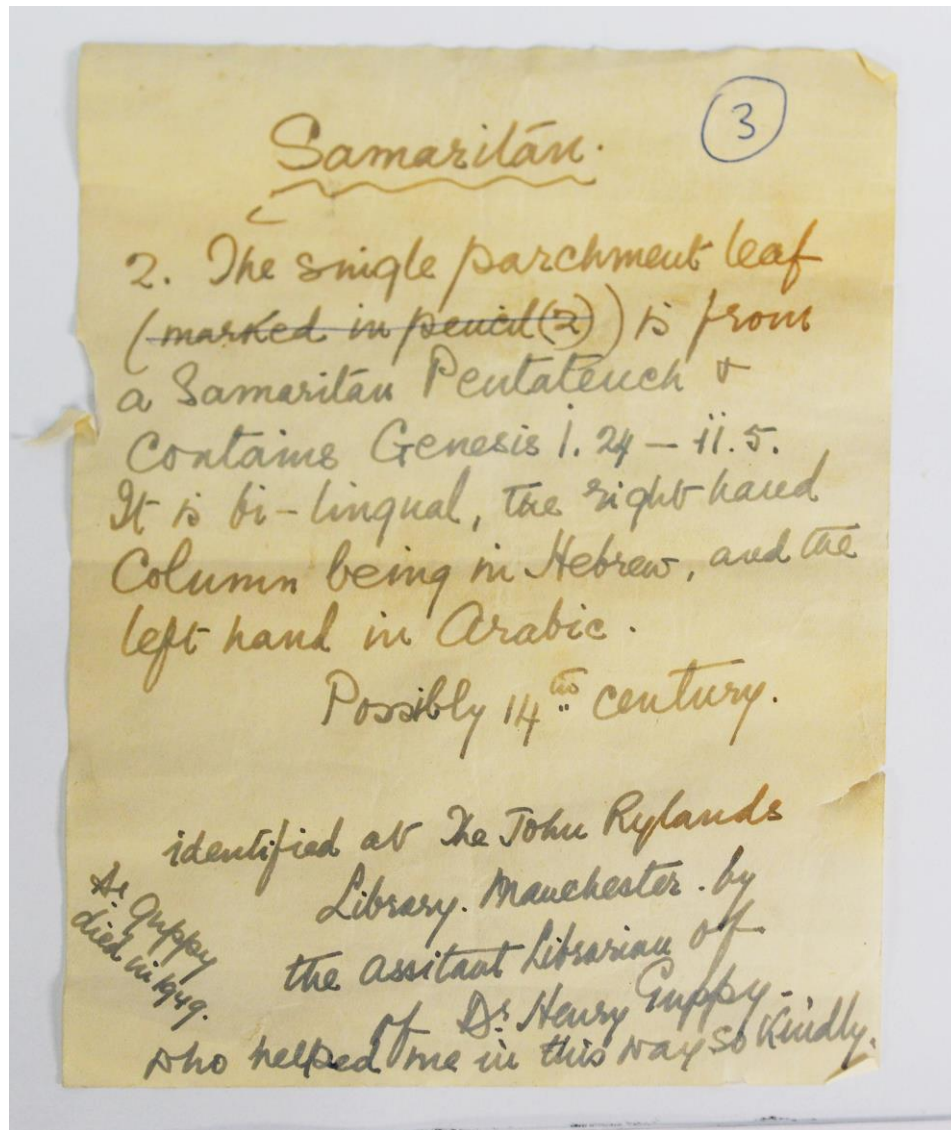 3
Samaritan.
2. The single parchment leaf
(marked in pencil (2)) is from
a Samaritan Pentateuch &
Contains Genesis i. 24 – ii. 5.
It is bi-lingual, the right hand
Column being in Hebrew, and the
left hand in Arabic.
Possibly 14th century.
identified at The John Rylands
Library. Manchester. by
the assitant Librarian of
of Dr. Henry Guppy.
who helped me in this way so kindly.
Dr Guppy
died in 1949.